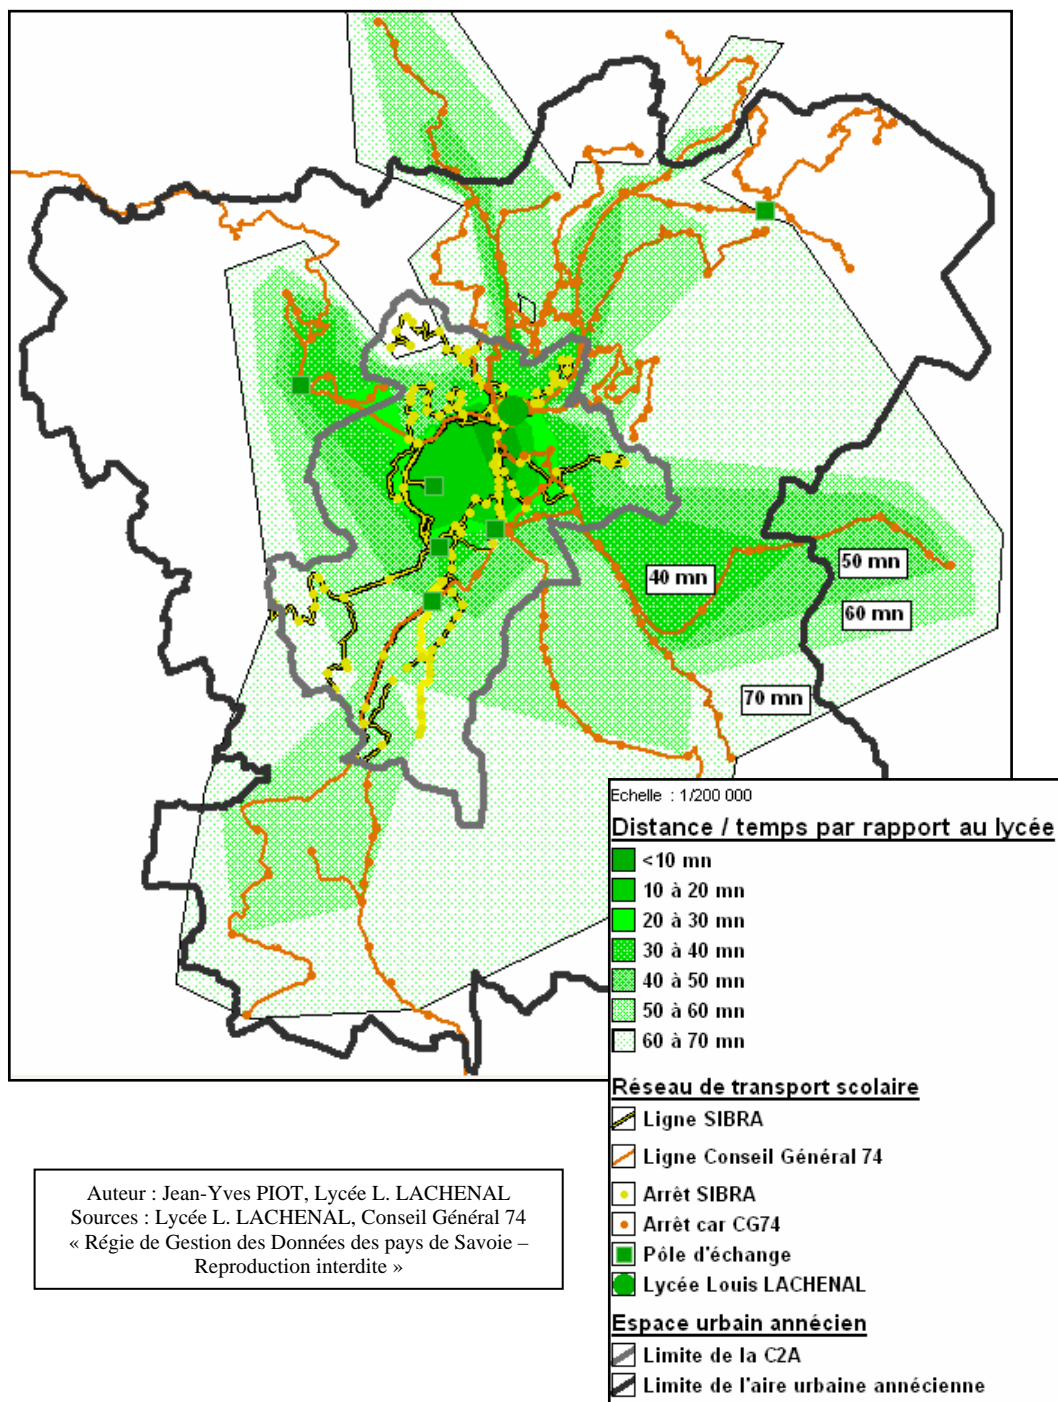 40 mn
50 mn
60 mn
70 mn
Echelle : 1/200 000
Distance / temps par rapport au lycée
<10 mn
10 à 20 mn
20 à 30 mn
30 à 40 mn
40 à 50 mn
50 à 60 mn
60 à 70 mn
Réseau de transport scolaire
Ligne SIBRA
Ligne Conseil Général 74
Arrêt SIBRA
Arrêt car CG74
Pôle d'échange
Lycée Louis LACHENAL
Espace urbain annécien
Limite de la C2A
Limite de l'aire urbaine annécienne
Auteur : Jean-Yves PIOT, Lycée L. LACHENAL
Sources : Lycée L. LACHENAL, Conseil Général 74
« Régie de Gestion des Données des pays de Savoie –
Reproduction interdite »